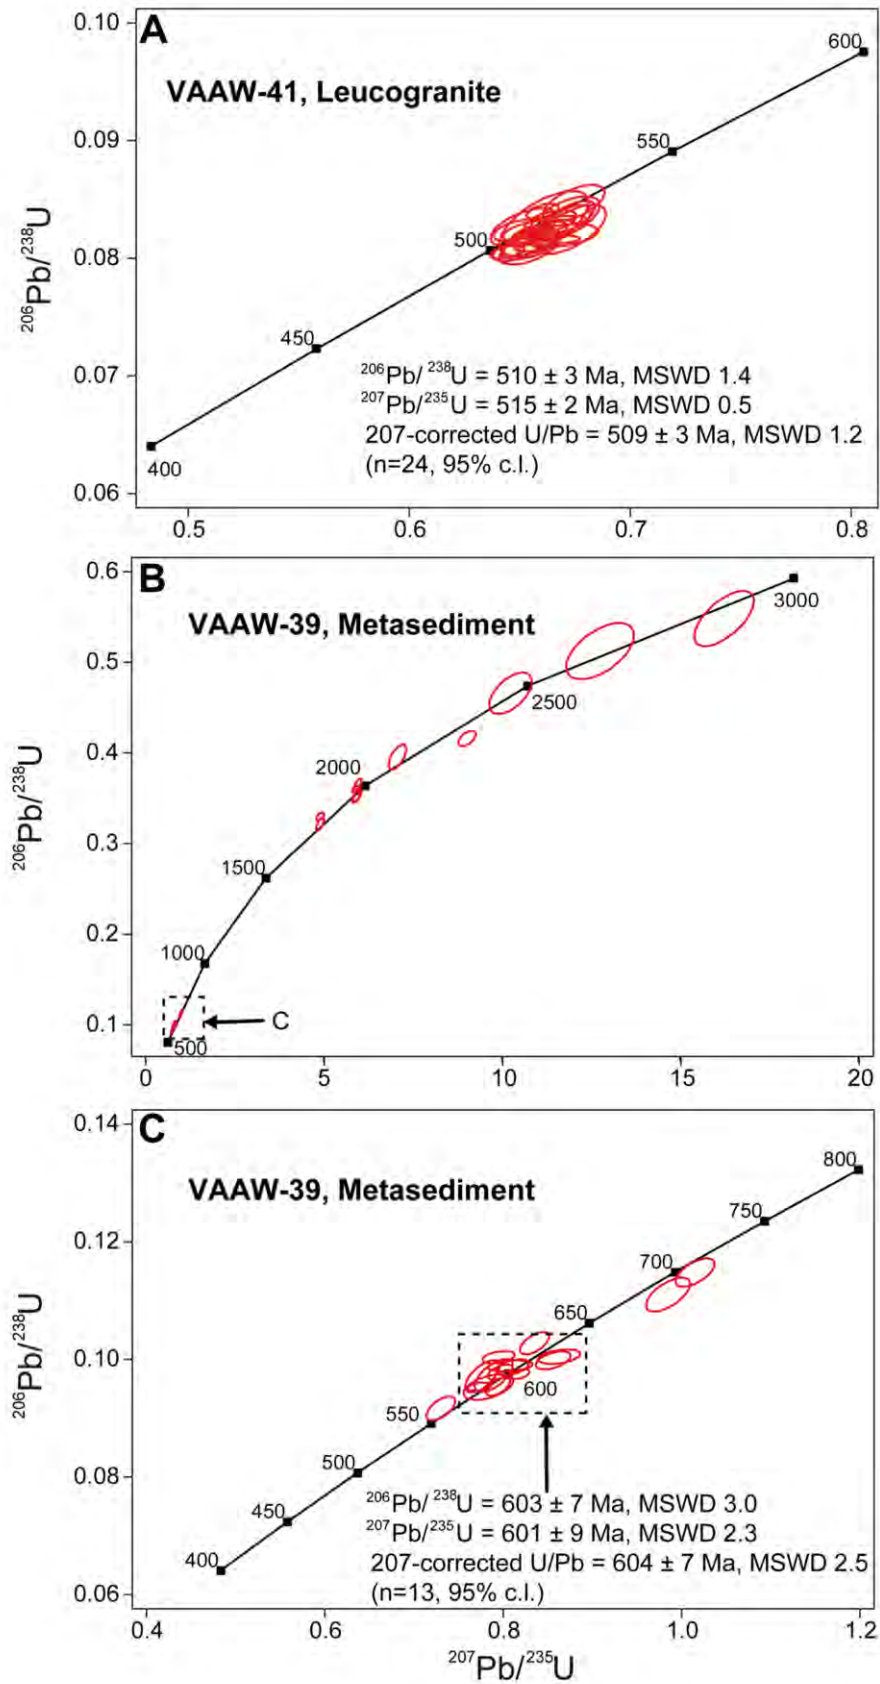 A
VAAW-41, Leucogranite
0.10
0.09
0.08
0.07
0.06
²⁰⁶Pb/²³⁸U
600
550
500
450
400
²⁰⁶Pb/ ²³⁸U = 510 ± 3 Ma, MSWD 1.4
²⁰⁷Pb/²³⁵U = 515 ± 2 Ma, MSWD 0.5
207-corrected U/Pb = 509 ± 3 Ma, MSWD 1.2
(n=24, 95% c.l.)
0.5 0.6 0.7 0.8
B
VAAW-39, Metasediment
0.6
0.5
0.4
0.3
0.2
0.1
²⁰⁶Pb/²³⁸U
3000
2500
2000
1500
1000
500
C
0 5 10 15 20
C
VAAW-39, Metasediment
0.14
0.12
0.10
0.08
0.06
²⁰⁶Pb/²³⁸U
800
750
700
650
600
550
500
450
400
²⁰⁶Pb/ ²³⁸U = 603 ± 7 Ma, MSWD 3.0
²⁰⁷Pb/²³⁵U = 601 ± 9 Ma, MSWD 2.3
207-corrected U/Pb = 604 ± 7 Ma, MSWD 2.5
(n=13, 95% c.l.)
0.4 0.6 0.8 1.0 1.2
²⁰⁷Pb/²³⁵U